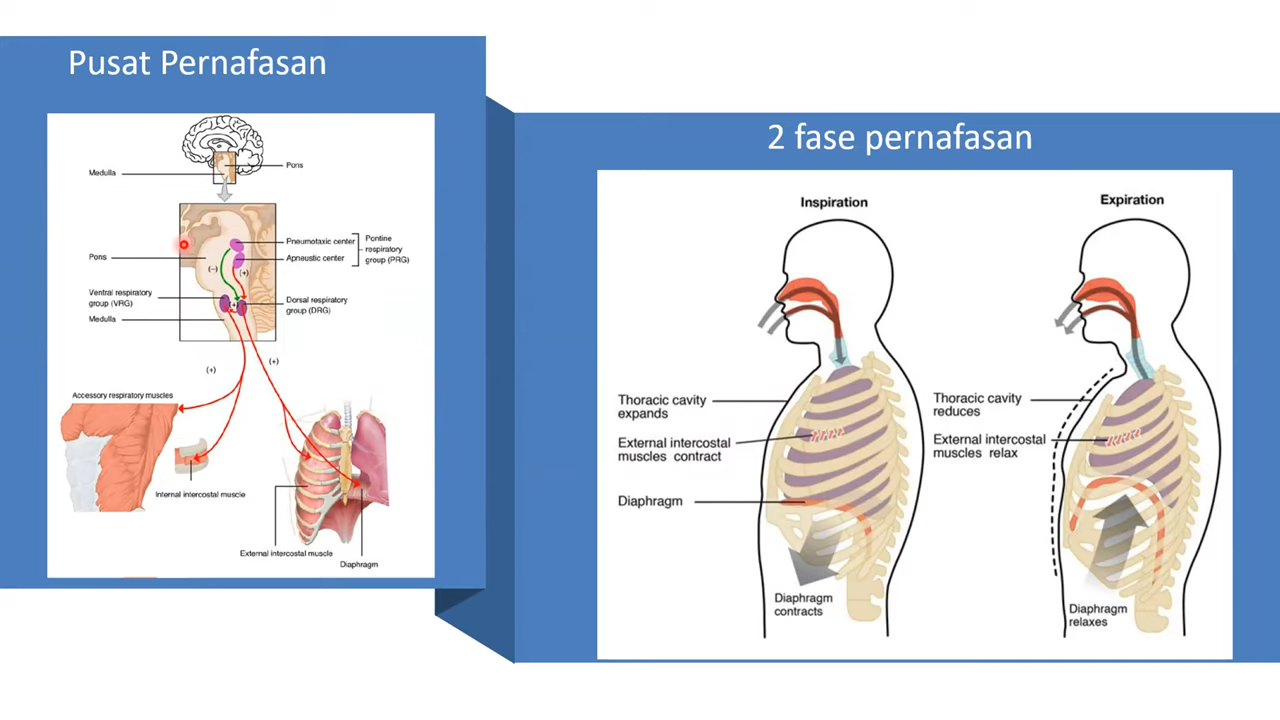 Pusat Pernafasan
Pons
Medulla
Pneumotaxic center
Apneustic center
Pontine
respiratory
group (PRG)
Pons
(−)
(+)
Ventral respiratory
group (VRG)
Medulla
(+)
Dorsal respiratory
group (DRG)
(+)
(+)
Accessory respiratory muscles
Internal intercostal muscle
External intercostal muscle
Diaphragm
2 fase pernafasan
Inspiration
Thoracic cavity
expands
External intercostal
muscles contract
Diaphragm
Diaphragm
contracts
Expiration
Thoracic cavity
reduces
External intercostal
muscles relax
Diaphragm
relaxes